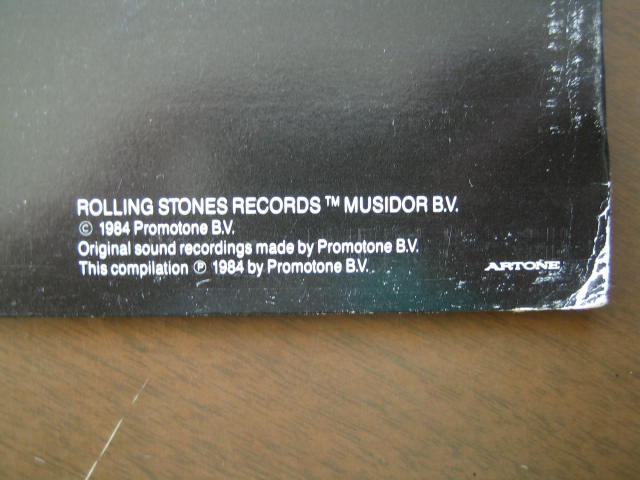 ROLLING STONES RECORDS ™ MUSIDOR B.V.
© 1984 Promotone B.V.
Original sound recordings made by Promotone B.V.
This compilation ℗ 1984 by Promotone B.V.
ARTONE